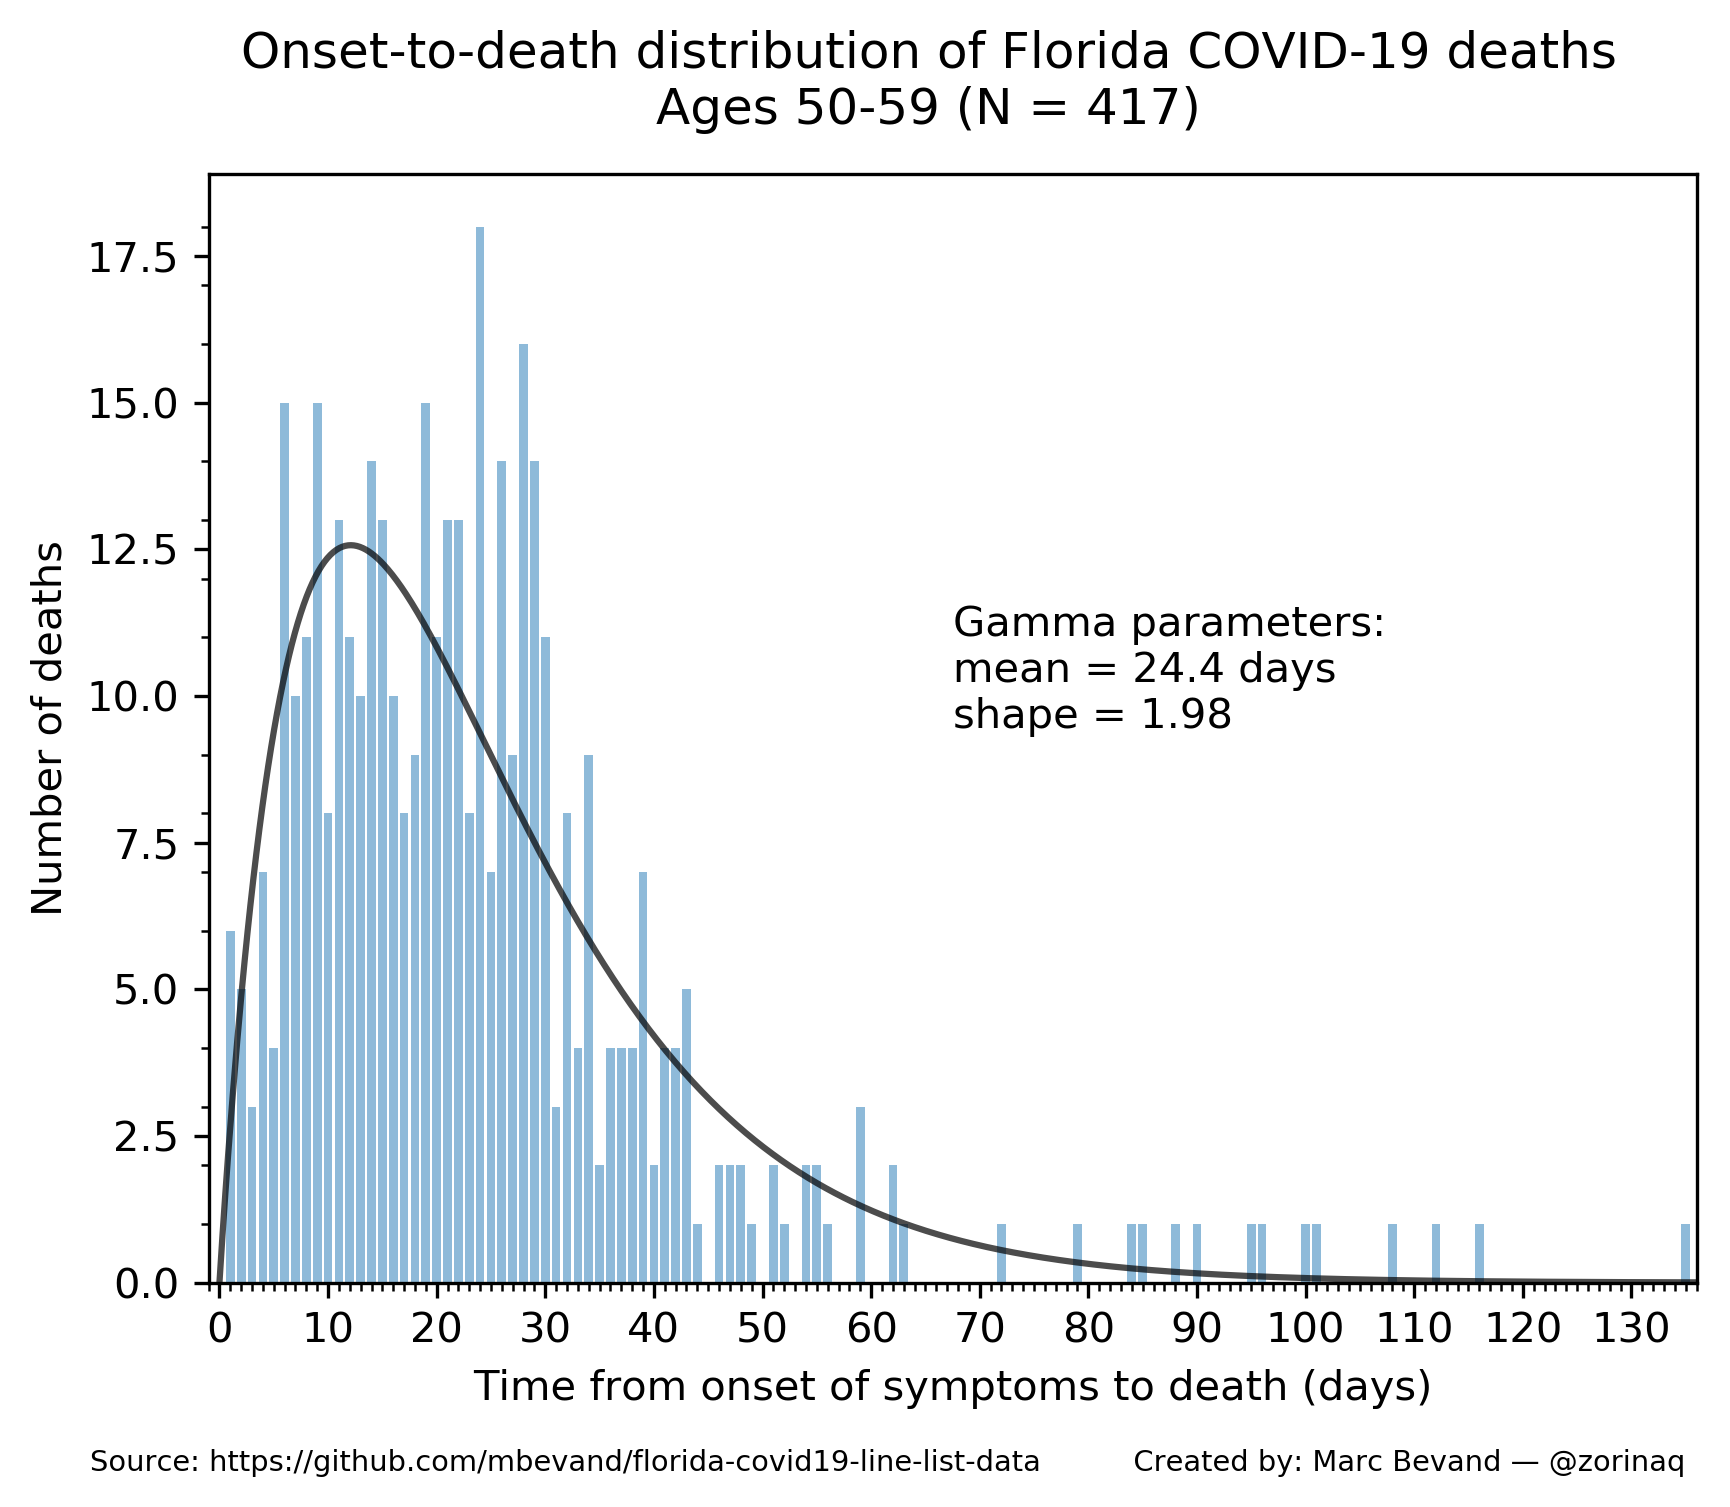 Onset-to-death distribution of Florida COVID-19 deaths
Ages 50-59 (N = 417)
Number of deaths
17.5
15.0
12.5
10.0
7.5
5.0
2.5
0.0
Gamma parameters:
mean = 24.4 days
shape = 1.98
0 10 20 30 40 50 60 70 80 90 100 110 120 130
Time from onset of symptoms to death (days)
Source: https://github.com/mbevand/florida-covid19-line-list-data Created by: Marc Bevand — @zorinaq